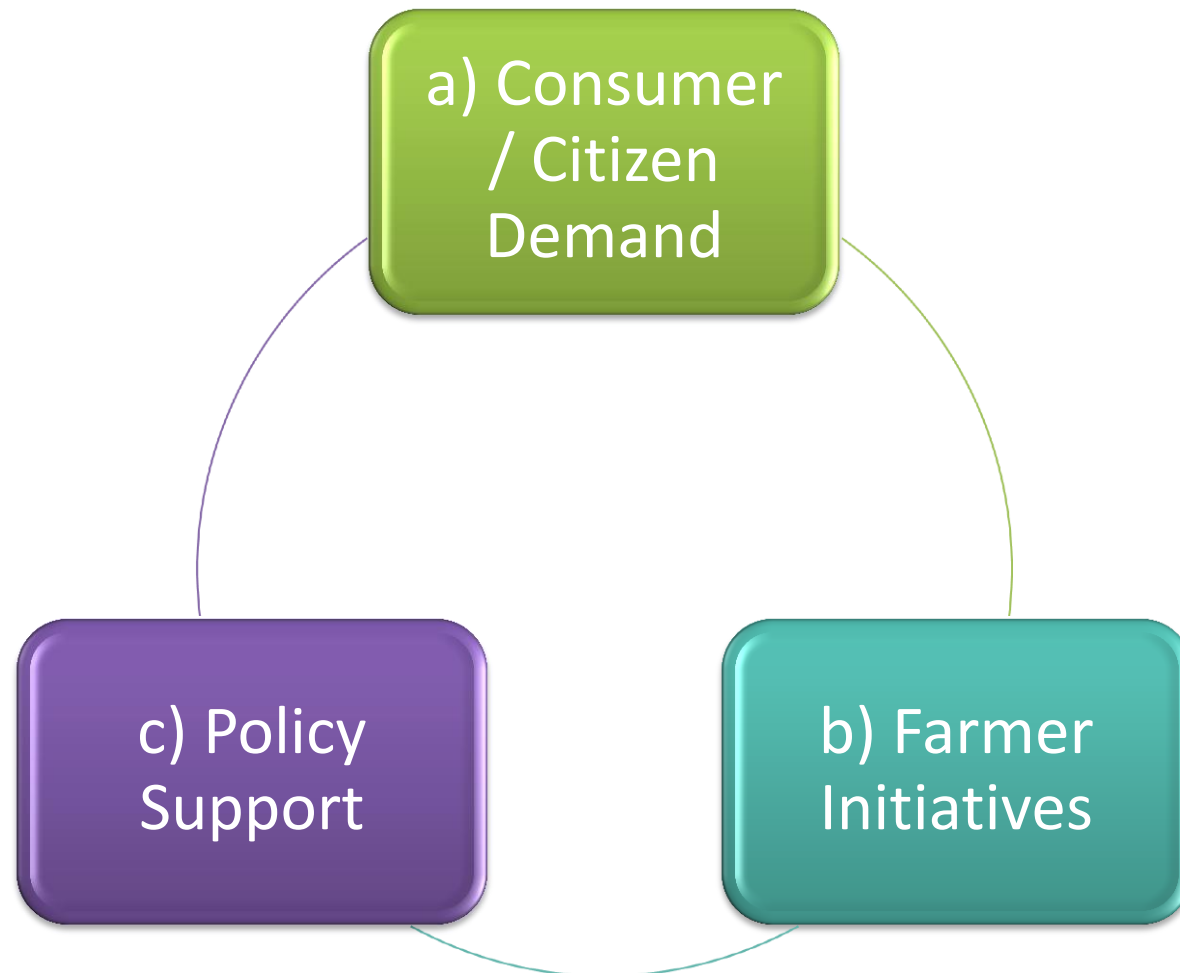 a) Consumer
/ Citizen
Demand
c) Policy
Support
b) Farmer
Initiatives